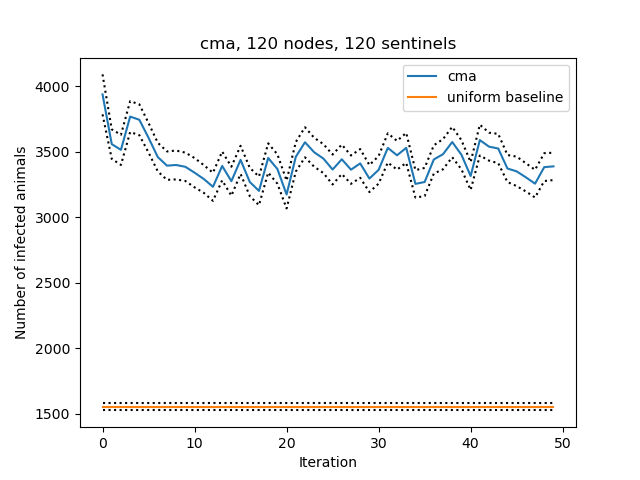 cma, 120 nodes, 120 sentinels
cma
uniform baseline
Number of infected animals
4000
3500
3000
2500
2000
1500
0 10 20 30 40 50
Iteration